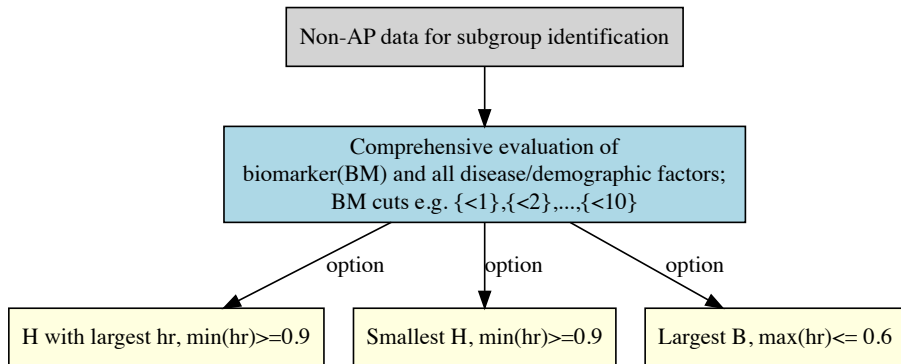 Non-AP data for subgroup identification
Comprehensive evaluation of
biomarker(BM) and all disease/demographic factors;
BM cuts e.g. {<1},{<2},...,{<10}
option
option
option
H with largest hr, min(hr)>=0.9
Smallest H, min(hr)>=0.9
Largest B, max(hr)<= 0.6